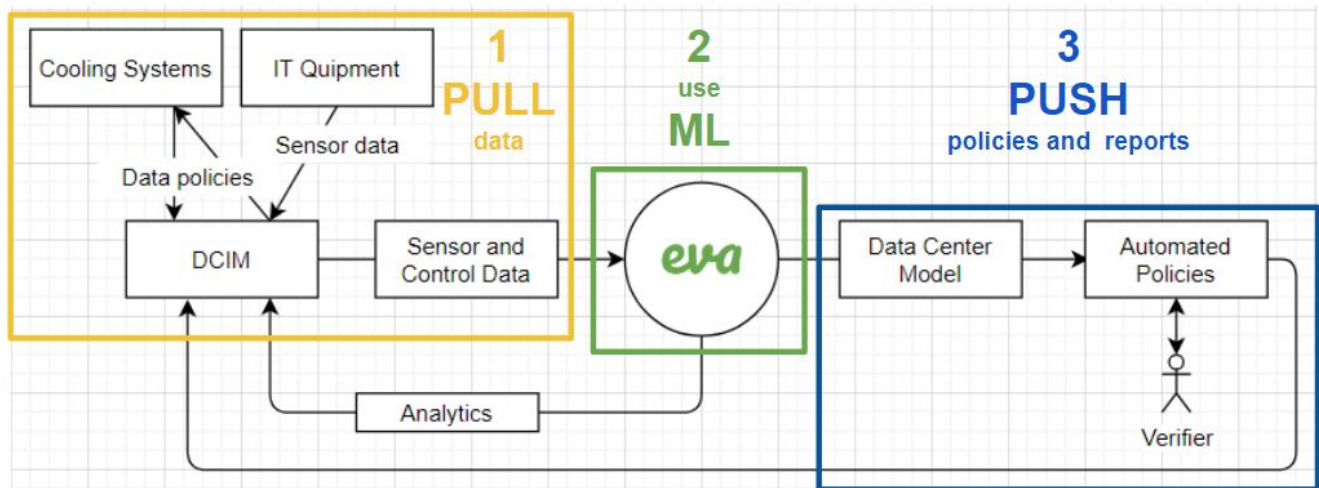 1
PULL
data
2
use
ML
3
PUSH
policies and reports
Cooling Systems
IT Quipment
Sensor data
Data policies
DCIM
Sensor and
Control Data
eva
Data Center
Model
Automated
Policies
Analytics
Verifier